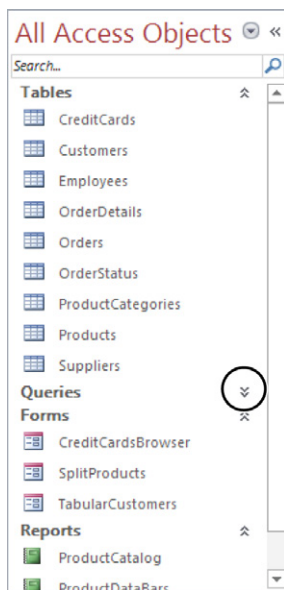 All Access Objects
Search...
Tables
CreditCards
Customers
Employees
OrderDetails
Orders
OrderStatus
ProductCategories
Products
Suppliers
Queries
Forms
CreditCardsBrowser
SplitProducts
TabularCustomers
Reports
ProductCatalog
ProductDataBars